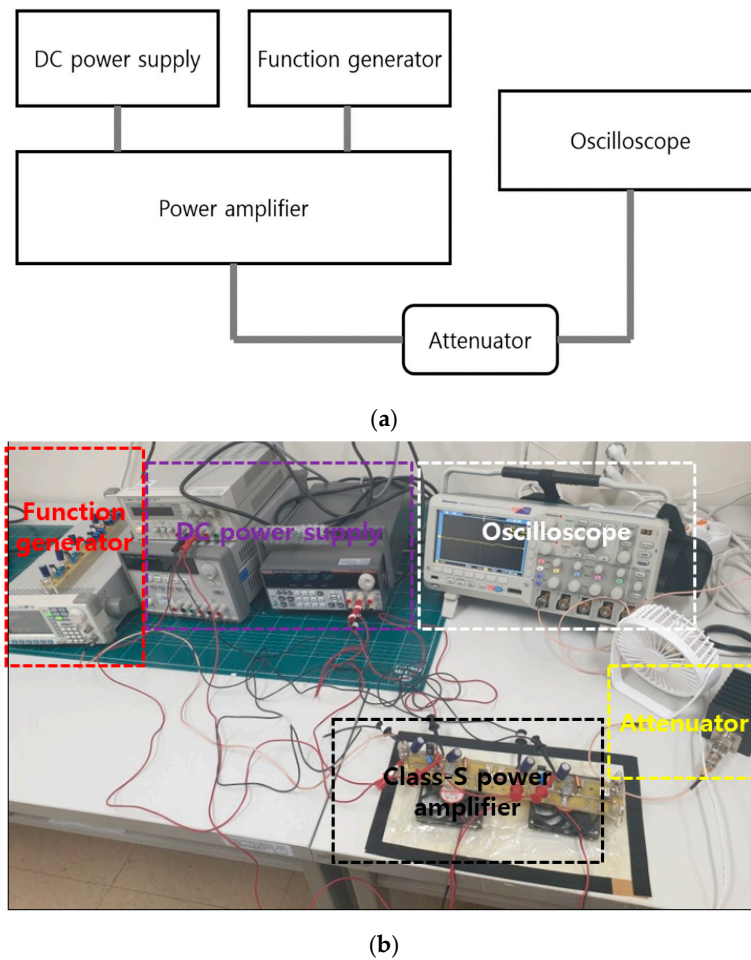 DC power supply
Function generator
Oscilloscope
Power amplifier
Attenuator
(a)
Function
generator
DC power supply
Oscilloscope
Attenuator
Class-S power
amplifier
(b)